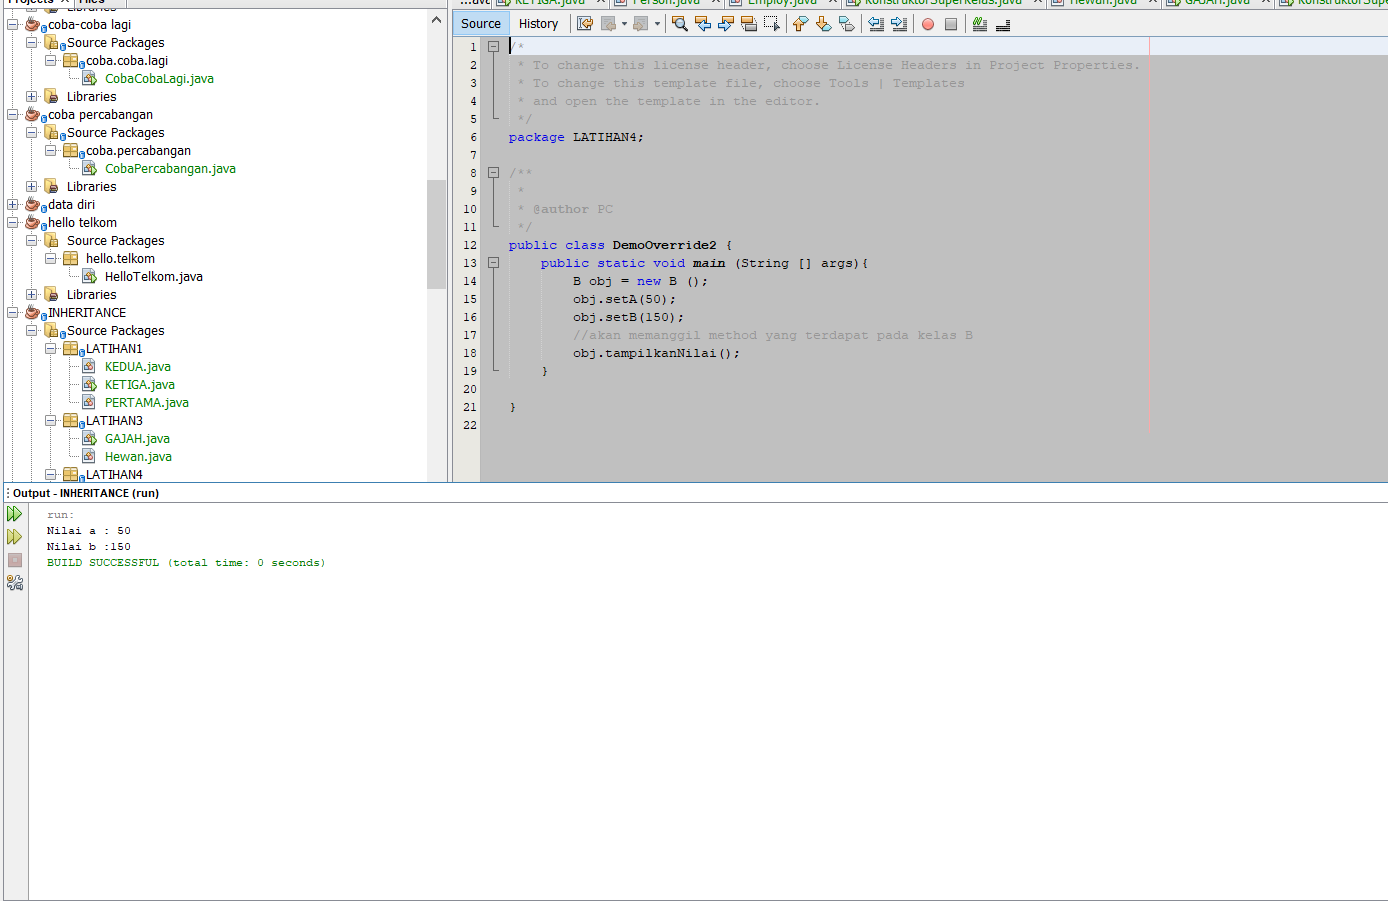 Projects × Files
Libraries
coba-coba lagi
Source Packages
coba.coba.lagi
CobaCobaLagi.java
Libraries
coba percabangan
Source Packages
coba.percabangan
CobaPercabangan.java
Libraries
data diri
hello telkom
Source Packages
hello.telkom
HelloTelkom.java
Libraries
INHERITANCE
Source Packages
LATIHAN1
KEDUA.java
KETIGA.java
PERTAMA.java
LATIHAN3
GAJAH.java
Hewan.java
LATIHAN4
KETIGA.java Person.java Employ.java KonstruktorSuperKelas.java Hewan.java GAJAH.java
Source History
1 /*
2 * To change this license header, choose License Headers in Project Properties.
3 * To change this template file, choose Tools | Templates
4 * and open the template in the editor.
5 */
6 package LATIHAN4;
7
8 /**
9 *
10 * @author PC
11 */
12 public class DemoOverride2 {
13 public static void main (String [] args){
14 B obj = new B ();
15 obj.setA(50);
16 obj.setB(150);
17 //akan memanggil method yang terdapat pada kelas B
18 obj.tampilkanNilai();
19 }
20
21 }
22
Output - INHERITANCE (run)
run:
Nilai a : 50
Nilai b :150
BUILD SUCCESSFUL (total time: 0 seconds)